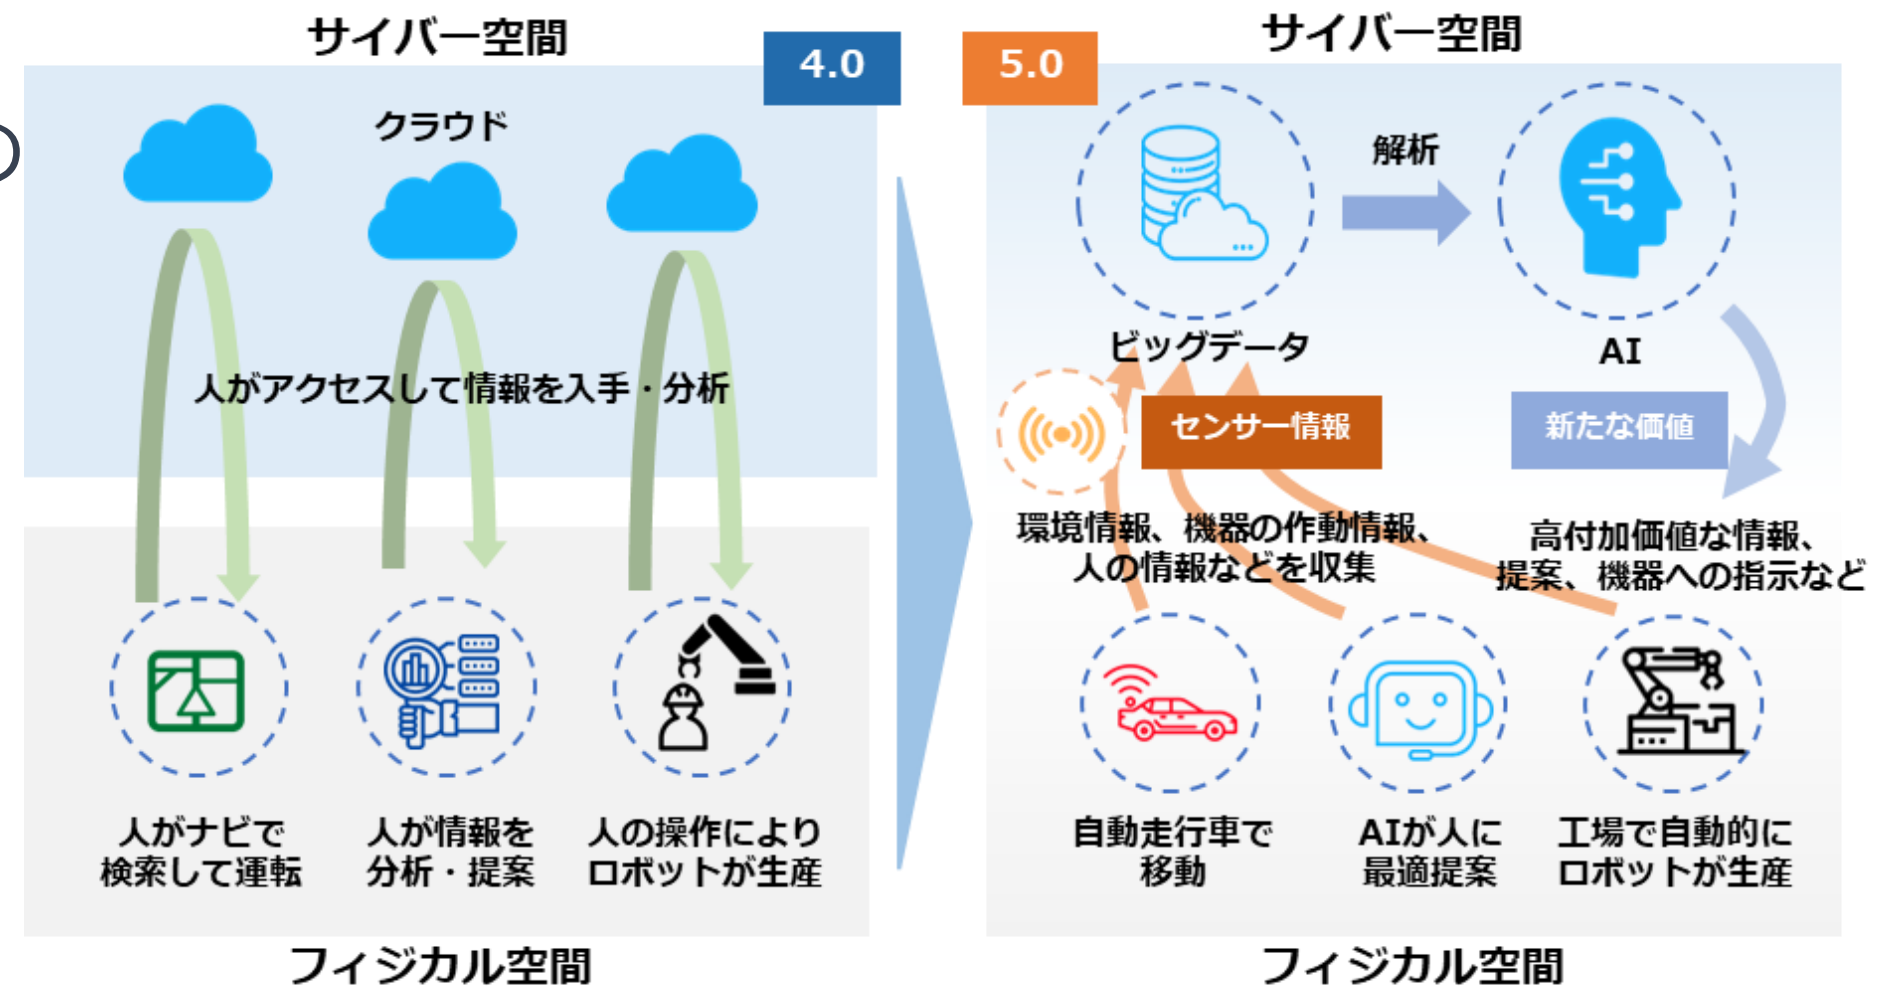 サイバー空間
4.0
クラウド
人がアクセスして情報を入手・分析
人がナビで
検索して運転
人が情報を
分析・提案
人の操作により
ロボットが生産
フィジカル空間
サイバー空間
5.0
解析
ビッグデータ
AI
センサー情報
新たな価値
環境情報、機器の作動情報、
人の情報などを収集
高付加価値な情報、
提案、機器への指示など
自動走行車で
移動
AIが人に
最適提案
工場で自動的に
ロボットが生産
フィジカル空間